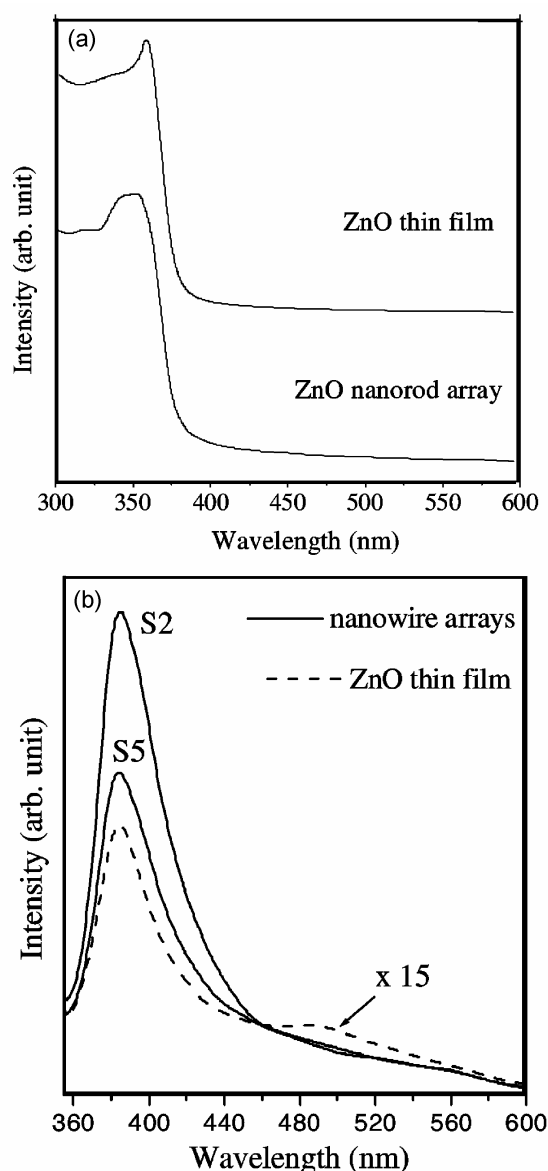 (a)
Intensity (arb. unit)
ZnO thin film
ZnO nanorod array
300 350 400 450 500 550 600
Wavelength (nm)
(b)
S2
nanowire arrays
ZnO thin film
S5
Intensity (arb. unit)
x 15
360 400 440 480 520 560 600
Wavelength (nm)